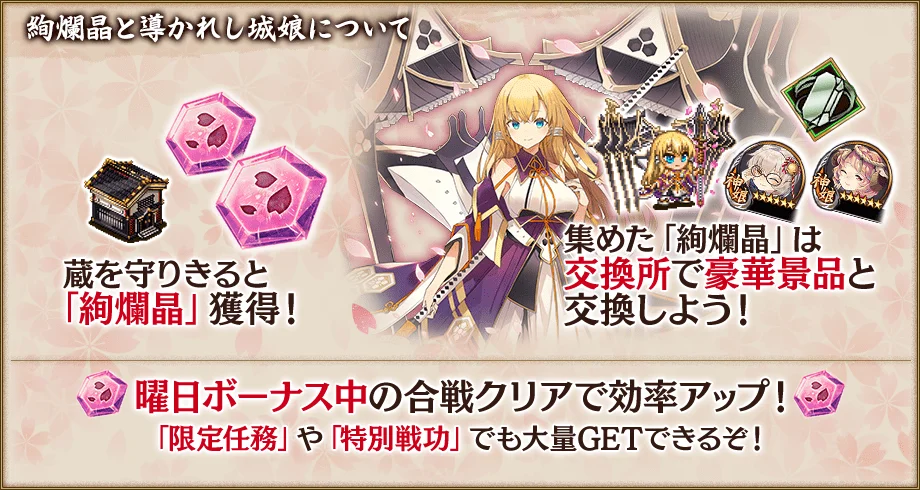 絢爛晶と導かれし城娘について
蔵を守りきると
「絢爛晶」獲得！
集めた「絢爛晶」は
交換所で豪華景品と
交換しよう！
神娘
神娘
曜日ボーナス中の合戦クリアで効率アップ！
「限定任務」や「特別戦功」でも大量GETできるぞ！